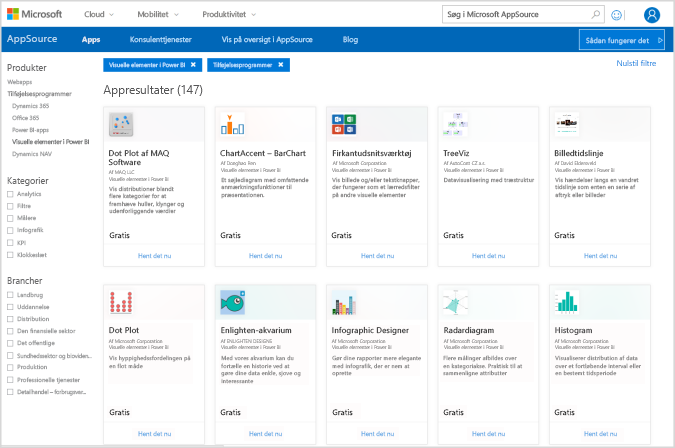 Microsoft
Cloud
Mobilitet
Produktivitet
Søg i Microsoft AppSource
AppSource
Apps
Konsulenttjenester
Vis på oversigt i AppSource
Blog
Sådan fungerer det
Produkter
Webapps
Tilføjelsesprogrammer
Dynamics 365
Office 365
Power BI-apps
Visuelle elementer i Power BI
Dynamics NAV
Kategorier
Analytics
Filtre
Målere
Infografik
KPI
Klokkeslæt
Brancher
Landbrug
Uddannelse
Distribution
Den finansielle sektor
Det offentlige
Sundhedssektor og bioviden...
Produktion
Professionelle tjenester
Detailhandel – forbrugsver...
Visuelle elementer i Power BI ×
Tilføjelsesprogrammer ×
Nulstil filtre
Appresultater (147)
Dot Plot af MAQ
Software
Af MAQ LLC
Visuelle elementer i Power BI
Vis distributioner blandt
flere kategorier for at
fremhæve huller, klynger og
udenforliggende værdier
Gratis
Hent det nu
ChartAccent – BarChart
Af Donghao Ren
Visuelle elementer i Power BI
Et søjlediagram med omfattende
anmærkningsfunktioner til
præsentationen.
Gratis
Hent det nu
Firkantudsnitsværktøj
Af Microsoft Corporation
Visuelle elementer i Power BI
Vis billede og/eller tekstknapper,
der fungerer som et lærredsfilter
på andre visuelle elementer
Gratis
Hent det nu
TreeViz
Af AutoCont CZ a.s.
Visuelle elementer i Power BI
Datavisualisering med træstruktur
Gratis
Hent det nu
Billedtidslinje
Af David Eldersveld
Visuelle elementer i Power BI
Vis hændelser langs en vandret
tidslinje som enten en serie af
aftryk eller billeder
Gratis
Hent det nu
Dot Plot
Af Microsoft Corporation
Visuelle elementer i Power BI
Vis hyppighedsfordelingen på
en flot måde
Gratis
Hent det nu
Enlighten-akvarium
Af ENLIGHTEN DESIGNS
Visuelle elementer i Power BI
Med vores akvarium kan du
fortælle en historie ved at
gøre dine data enkle, sjove og
interessante
Gratis
Hent det nu
Infographic Designer
Af Microsoft Corporation
Visuelle elementer i Power BI
Gør dine rapporter mere elegante
med infografik, der er nem at
oprette
Gratis
Hent det nu
Radardiagram
Af Microsoft Corporation
Visuelle elementer i Power BI
Flere målinger afbildes over
en kategoriakse. Praktisk til at
sammenligne attributter
Gratis
Hent det nu
Histogram
Af Microsoft Corporation
Visuelle elementer i Power BI
Visualiserer distribution af data
over et fortløbende interval eller
en bestemt tidsperiode
Gratis
Hent det nu